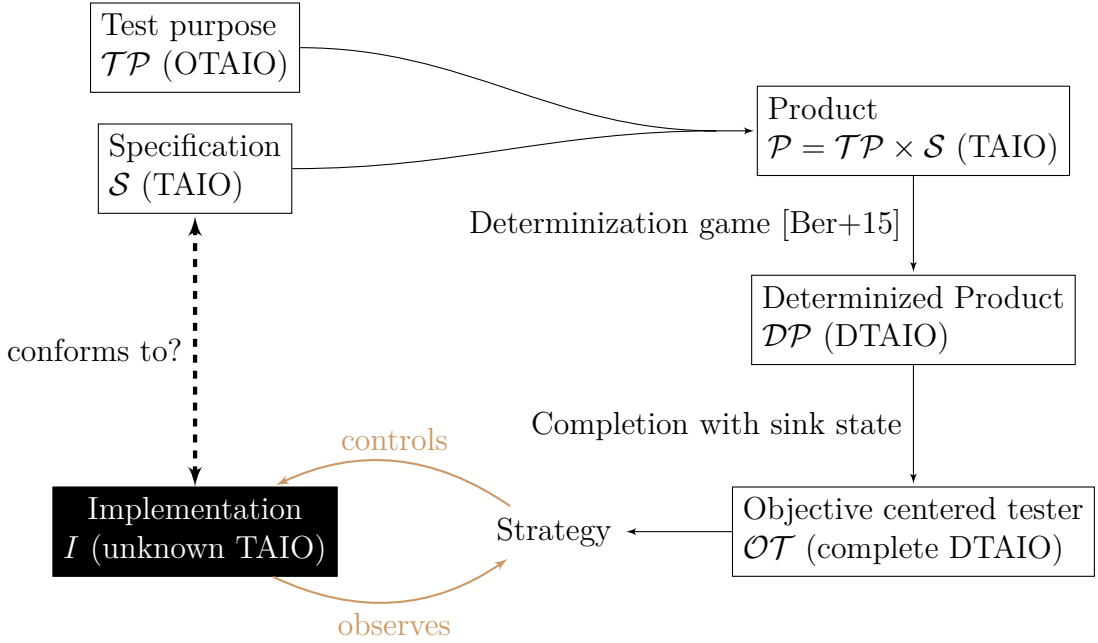 Test purpose
𝒯𝒫 (OTAIO)
Specification
𝒮 (TAIO)
Product
𝒫 = 𝒯𝒫 × 𝒮 (TAIO)
Determinization game [Ber+15]
Determinized Product
𝒟𝒫 (DTAIO)
conforms to?
Completion with sink state
controls
Implementation
I (unknown TAIO)
Strategy
Objective centered tester
𝒪𝒯 (complete DTAIO)
observes